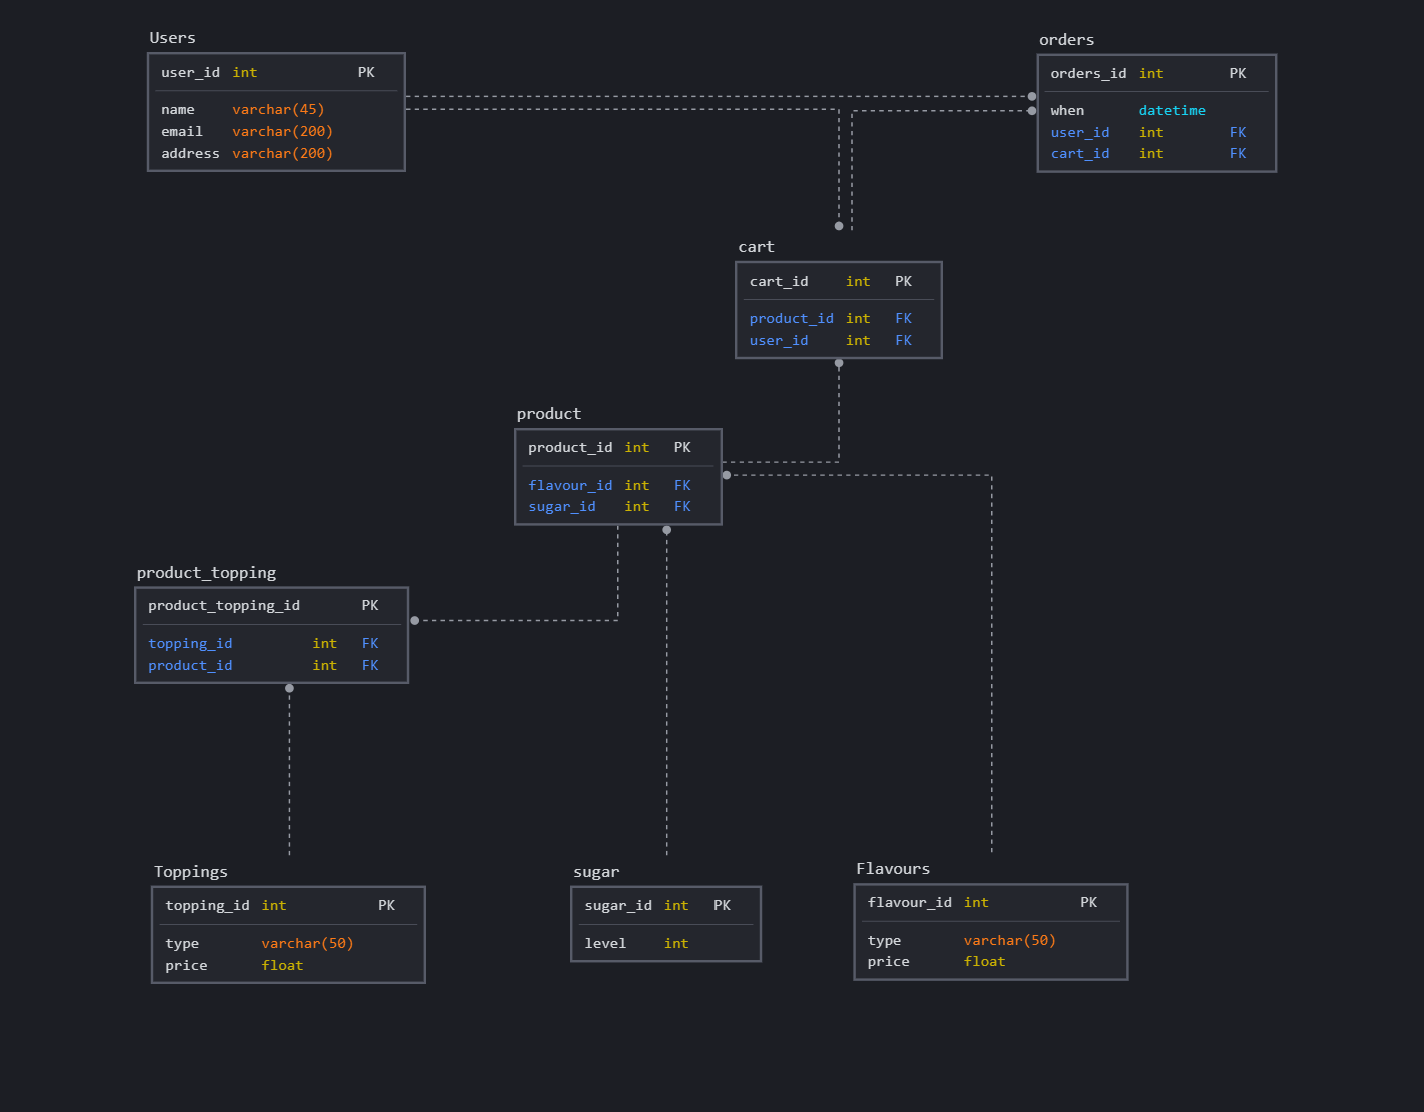 Users
user_id int PK
name varchar(45)
email varchar(200)
address varchar(200)
orders
orders_id int PK
when datetime
user_id int FK
cart_id int FK
cart
cart_id int PK
product_id int FK
user_id int FK
product
product_id int PK
flavour_id int FK
sugar_id int FK
product_topping
product_topping_id PK
topping_id int FK
product_id int FK
Toppings
topping_id int PK
type varchar(50)
price float
sugar
sugar_id int PK
level int
Flavours
flavour_id int PK
type varchar(50)
price float